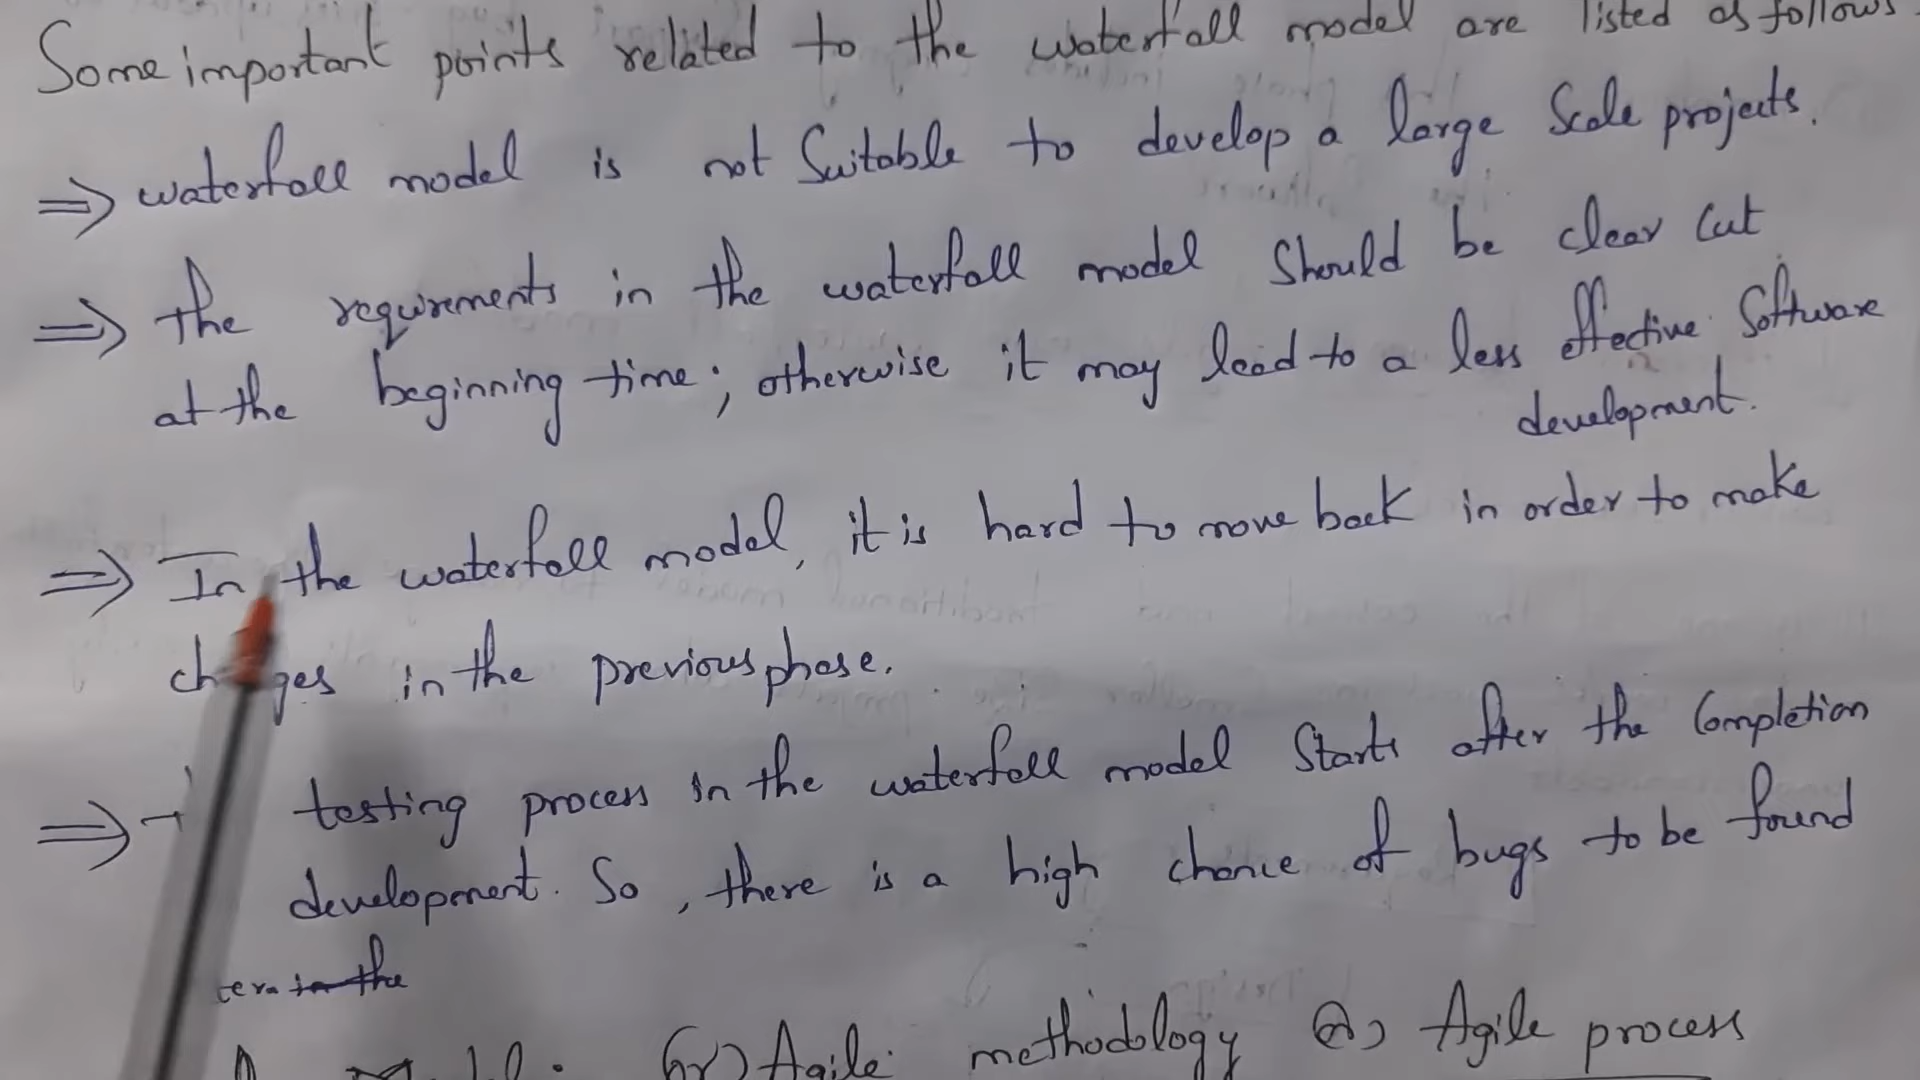 Some important points related to the waterfall model are listed as follows
⇒ waterfall model is not Suitable to develop a large Scale projects.
⇒ the requirements in the waterfall model Should be clear cut
at the beginning time; otherwise it may lead to a less effective Software
development.
⇒ In the waterfall model, it is hard to move back in order to make
changes in the previous phase.
⇒ testing process in the waterfall model Starts after the Completion
development. So, there is a high chance of bugs to be found
in the
(or) Agile methodology (or) Agile process